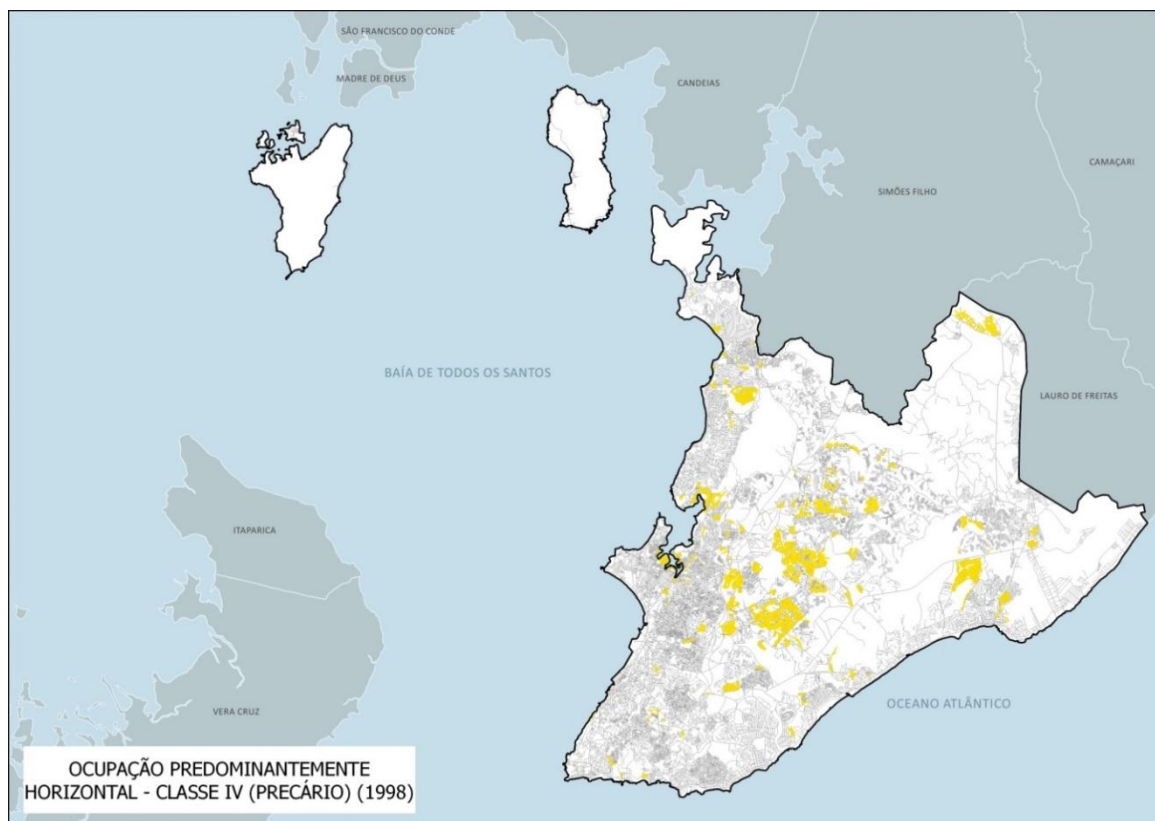 SÃO FRANCISCO DO CONDE
MADRE DE DEUS
CANDEIAS
CAMAÇARI
SIMÕES FILHO
BAÍA DE TODOS OS SANTOS
LAURO DE FREITAS
ITAPARICA
VERA CRUZ
OCEANO ATLÂNTICO
OCUPAÇÃO PREDOMINANTEMENTE
HORIZONTAL - CLASSE IV (PRECÁRIO) (1998)